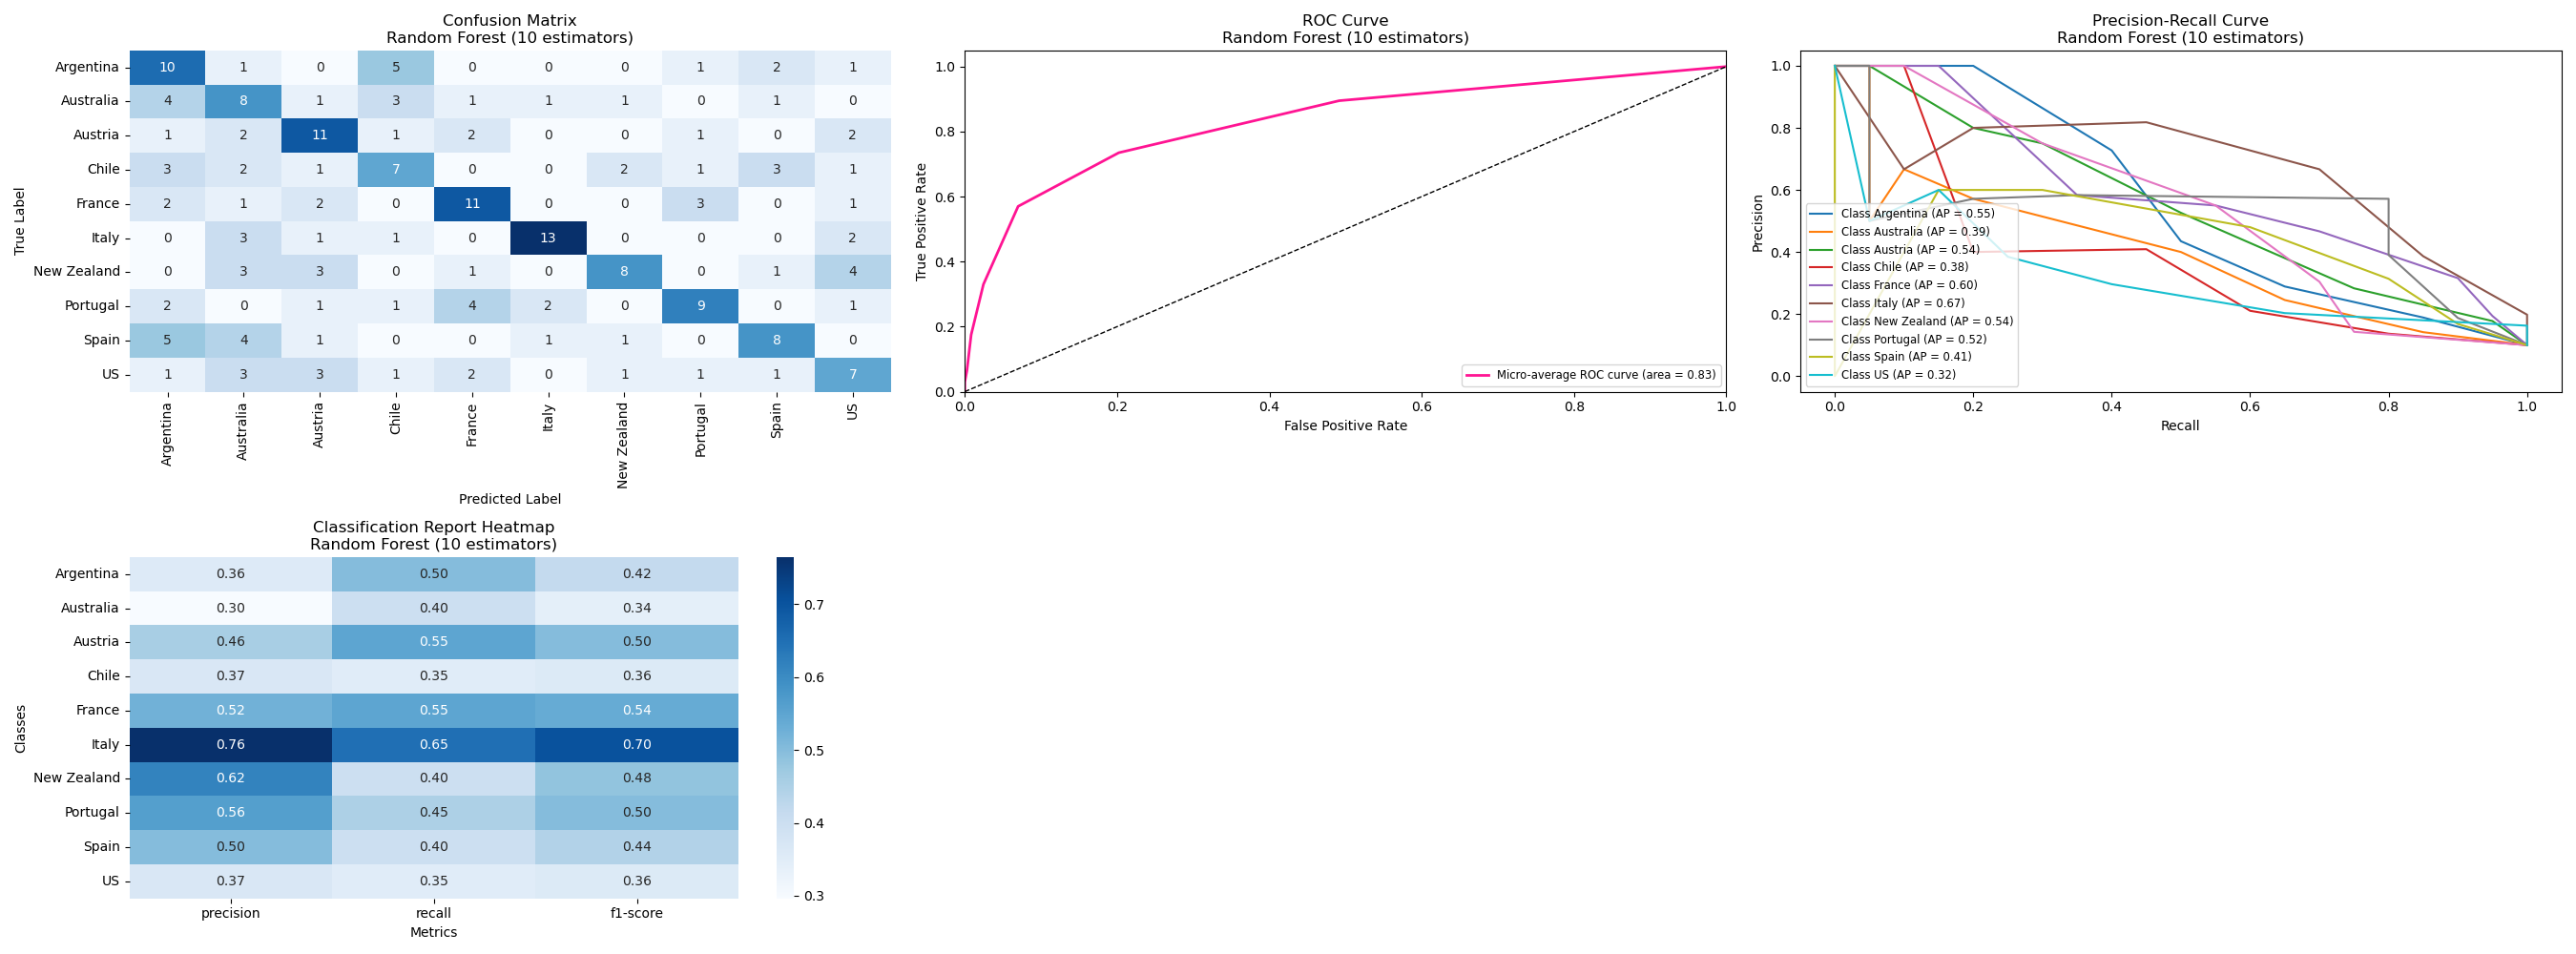 Confusion Matrix
Random Forest (10 estimators)
True Label
Argentina 10 1 0 5 0 0 0 1 2 1
Australia 4 8 1 3 1 1 1 0 1 0
Austria 1 2 11 1 2 0 0 1 0 2
Chile 3 2 1 7 0 0 2 1 3 1
France 2 1 2 0 11 0 0 3 0 1
Italy 0 3 1 1 0 13 0 0 0 2
New Zealand 0 3 3 0 1 0 8 0 1 4
Portugal 2 0 1 1 4 2 0 9 0 1
Spain 5 4 1 0 0 1 1 0 8 0
US 1 3 3 1 2 0 1 1 1 7
Argentina Australia Austria Chile France Italy New Zealand Portugal Spain US
Predicted Label
ROC Curve
Random Forest (10 estimators)
True Positive Rate
1.0
0.8
0.6
0.4
0.2
0.0
Micro-average ROC curve (area = 0.83)
0.0 0.2 0.4 0.6 0.8 1.0
False Positive Rate
Precision-Recall Curve
Random Forest (10 estimators)
Precision
1.0
0.8
0.6
0.4
0.2
0.0
Class Argentina (AP = 0.55)
Class Australia (AP = 0.39)
Class Austria (AP = 0.54)
Class Chile (AP = 0.38)
Class France (AP = 0.60)
Class Italy (AP = 0.67)
Class New Zealand (AP = 0.54)
Class Portugal (AP = 0.52)
Class Spain (AP = 0.41)
Class US (AP = 0.32)
0.0 0.2 0.4 0.6 0.8 1.0
Recall
Classification Report Heatmap
Random Forest (10 estimators)
Classes
Argentina 0.36 0.50 0.42
Australia 0.30 0.40 0.34
Austria 0.46 0.55 0.50
Chile 0.37 0.35 0.36
France 0.52 0.55 0.54
Italy 0.76 0.65 0.70
New Zealand 0.62 0.40 0.48
Portugal 0.56 0.45 0.50
Spain 0.50 0.40 0.44
US 0.37 0.35 0.36
precision recall f1-score
Metrics
0.7
0.6
0.5
0.4
0.3